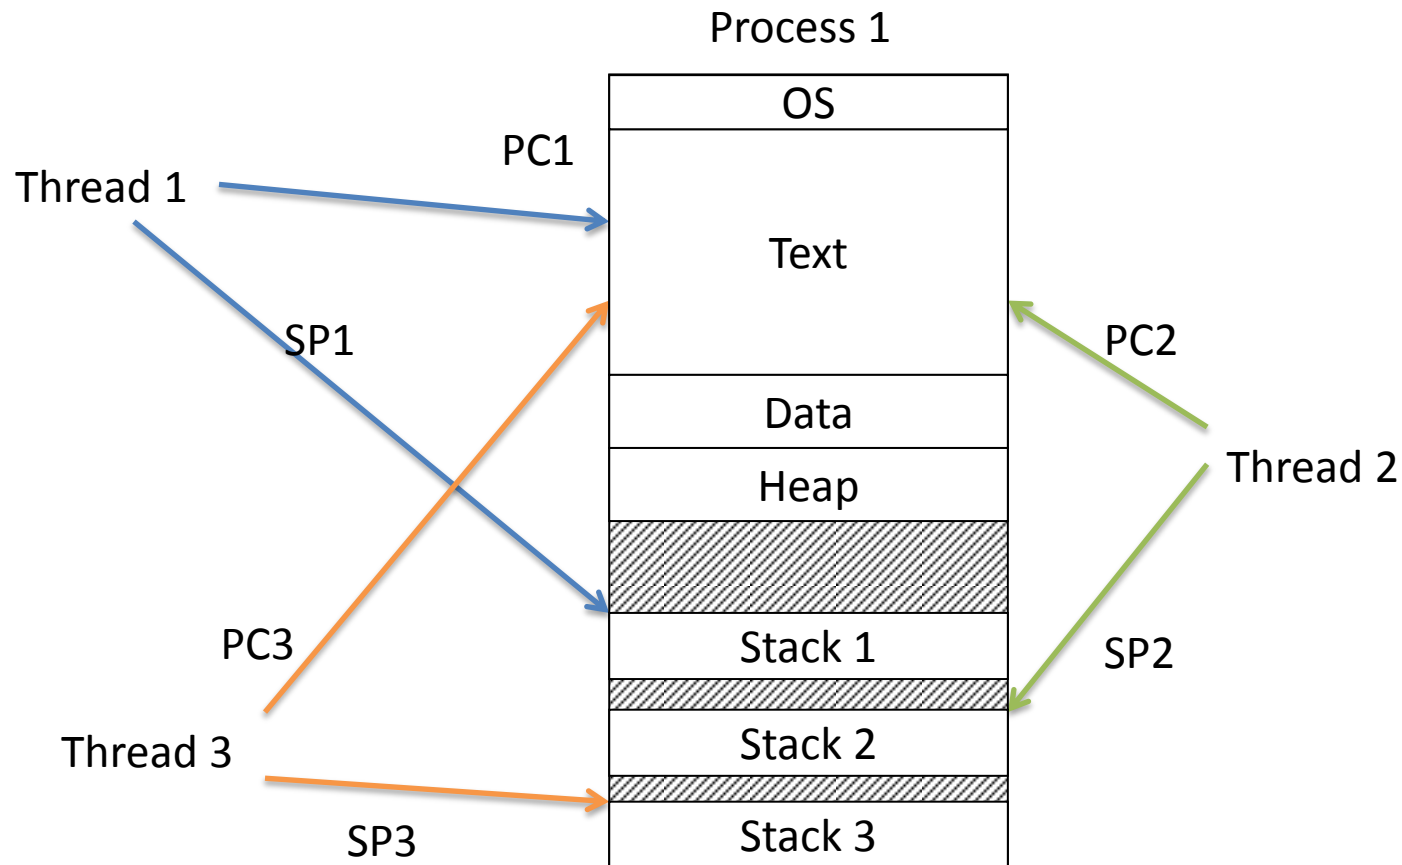 Process 1
OS
PC1
Thread 1
Text
SP1
PC2
Data
Thread 2
Heap
PC3
Stack 1
SP2
Thread 3
Stack 2
SP3
Stack 3